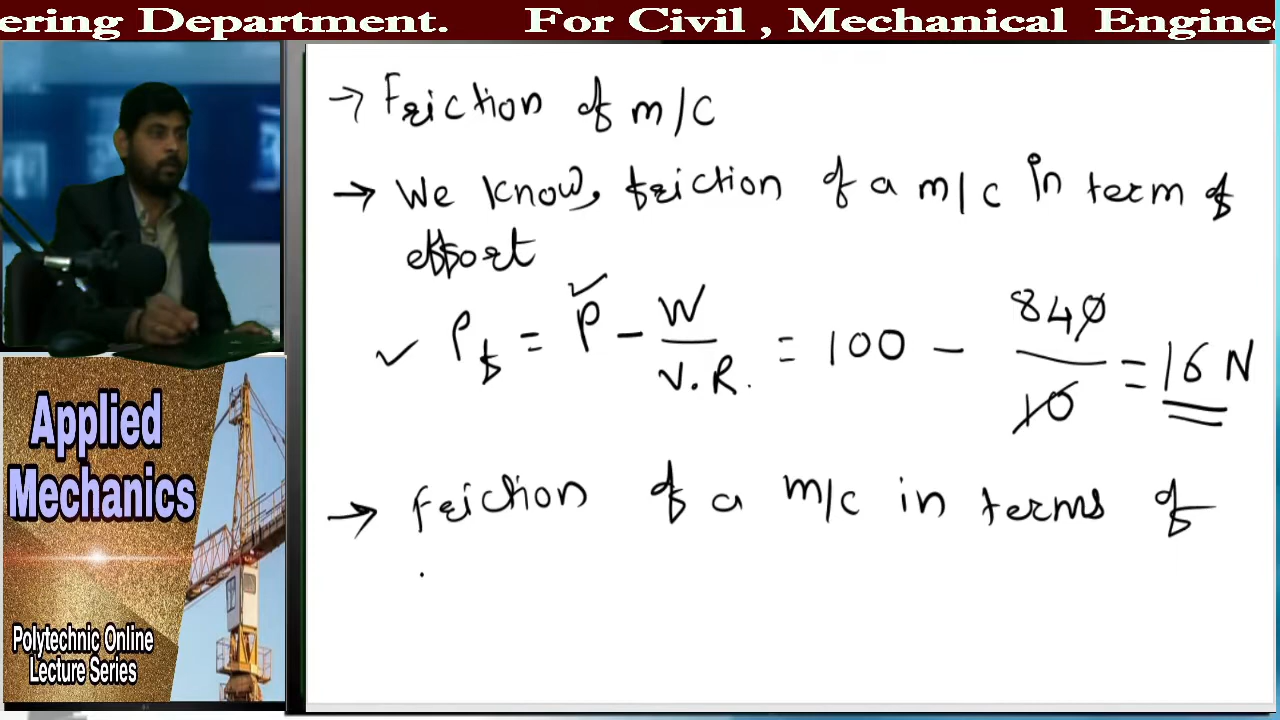 ering Department. For Civil , Mechanical Engine
→ Friction of m/c
→ We know, friction of a m/c in term of
effort
✓ Pf = P✓ - W/V.R. = 100 - 840/10 = 16 N
→ Friction of a m/c in terms of
Applied
Mechanics
Polytechnic Online
Lecture Series